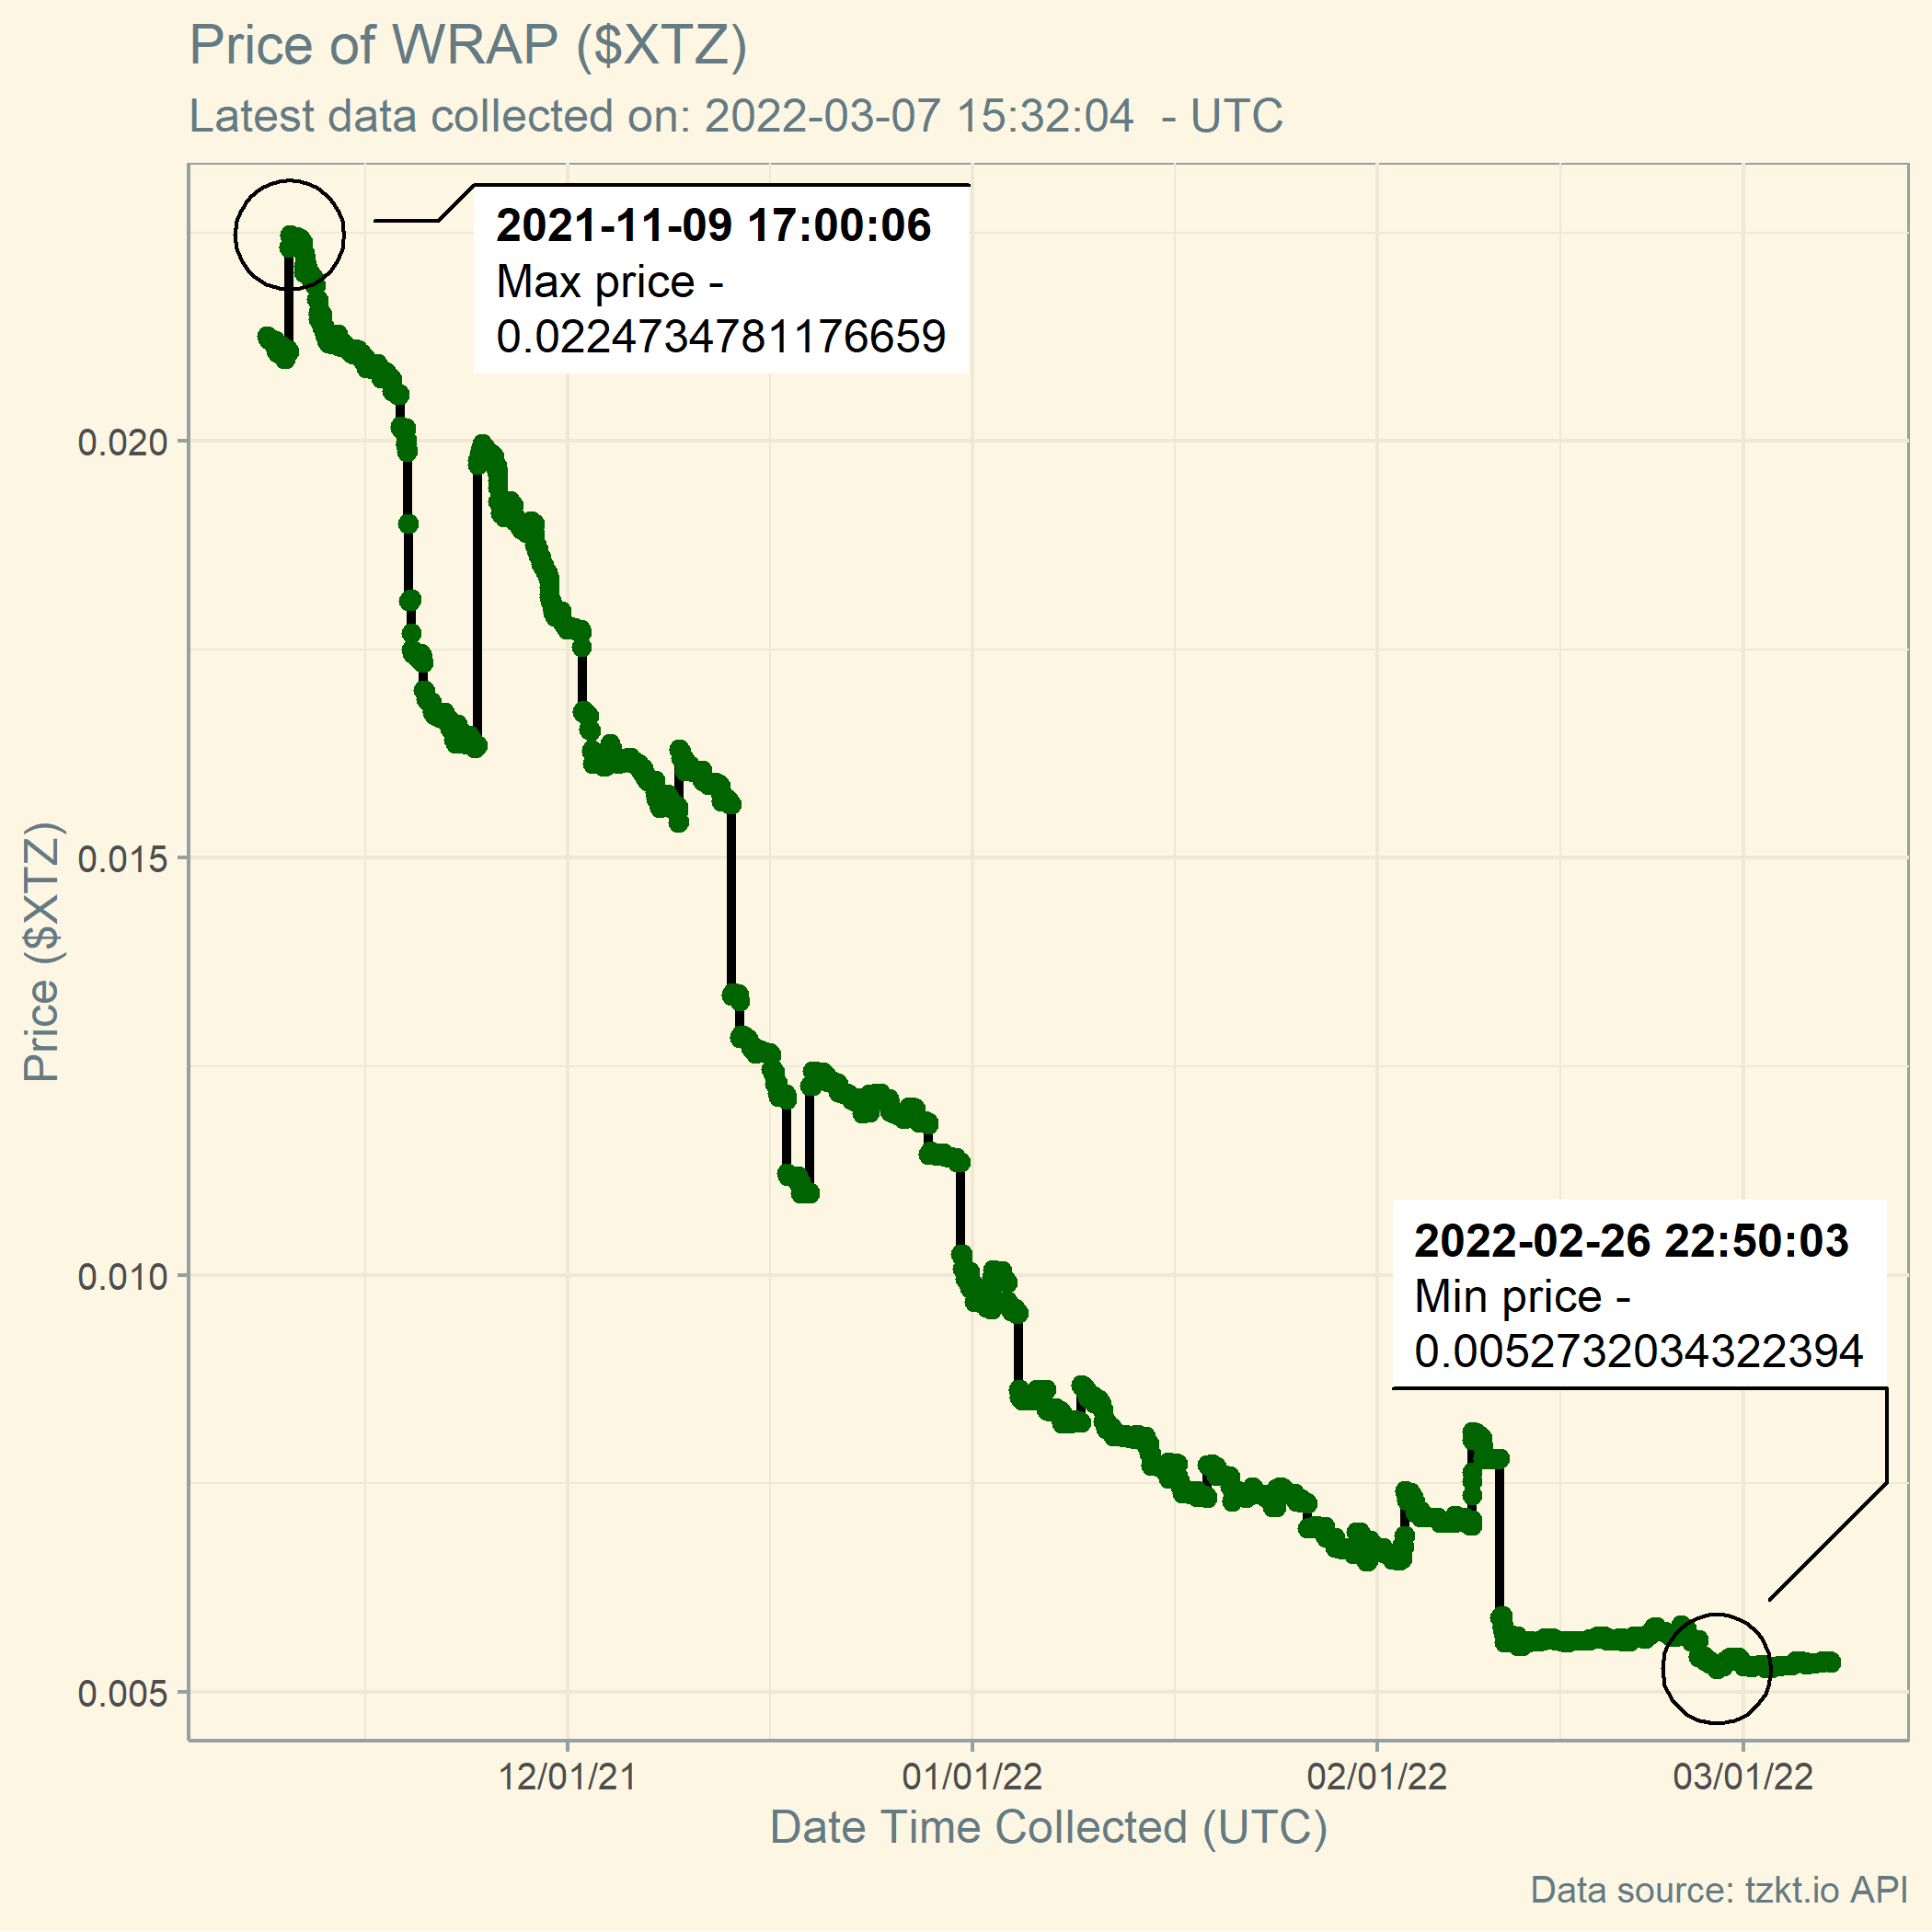 Price of WRAP ($XTZ)
Latest data collected on: 2022-03-07 15:32:04  - UTC
2021-11-09 17:00:06
Max price -
0.0224734781176659
0.020
0.015
0.010
0.005
Price ($XTZ)
2022-02-26 22:50:03
Min price -
0.00527320343222394
12/01/21
01/01/22
02/01/22
03/01/22
Date Time Collected (UTC)
Data source: tzkt.io API